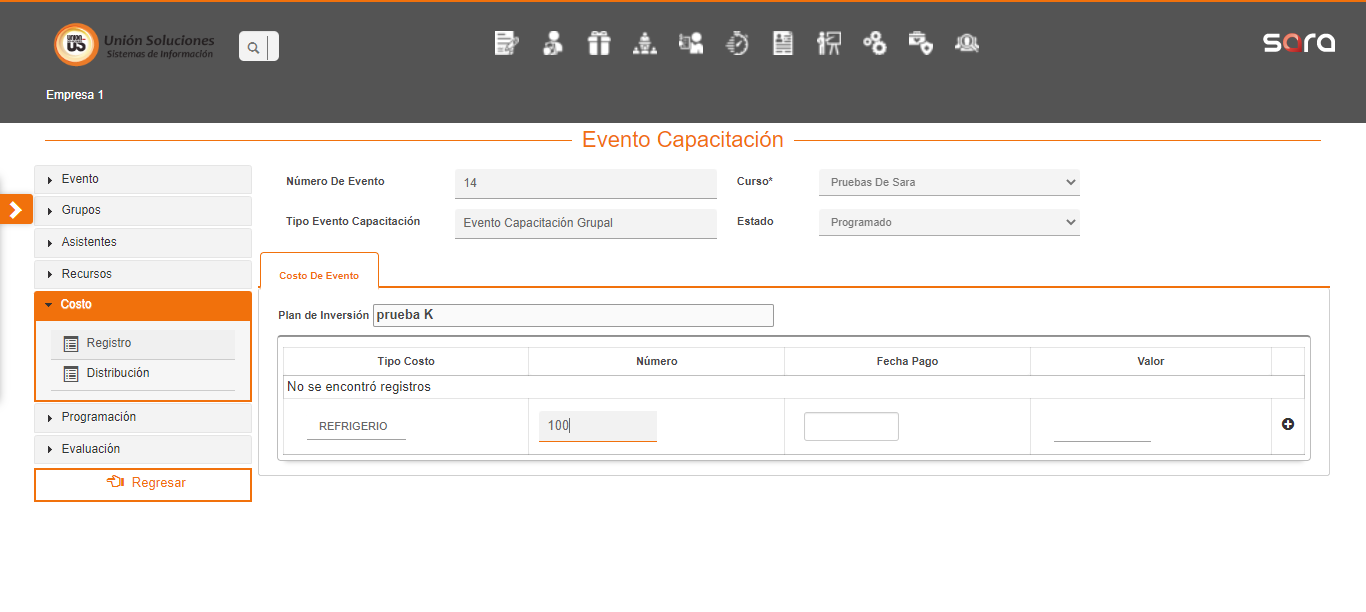 UNION
US
Unión Soluciones
Sistemas de Información
sara
Empresa 1
Evento Capacitación
Evento
Grupos
Asistentes
Recursos
Costo
Registro
Distribución
Programación
Evaluación
Regresar
Número De Evento 14 Curso* Pruebas De Sara
Tipo Evento Capacitación Evento Capacitación Grupal Estado Programado
Costo De Evento
Plan de Inversión prueba K
Tipo Costo Número Fecha Pago Valor
No se encontró registros
REFRIGERIO 100